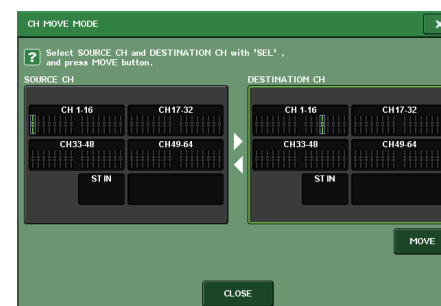 CH MOVE MODE
? Select SOURCE CH and DESTINATION CH with 'SEL' ,
and press MOVE button.
SOURCE CH
DESTINATION CH
CH 1-16
CH17-32
CH33-48
CH49-64
ST IN
CH 1-16
CH17-32
CH33-48
CH49-64
ST IN
MOVE
CLOSE